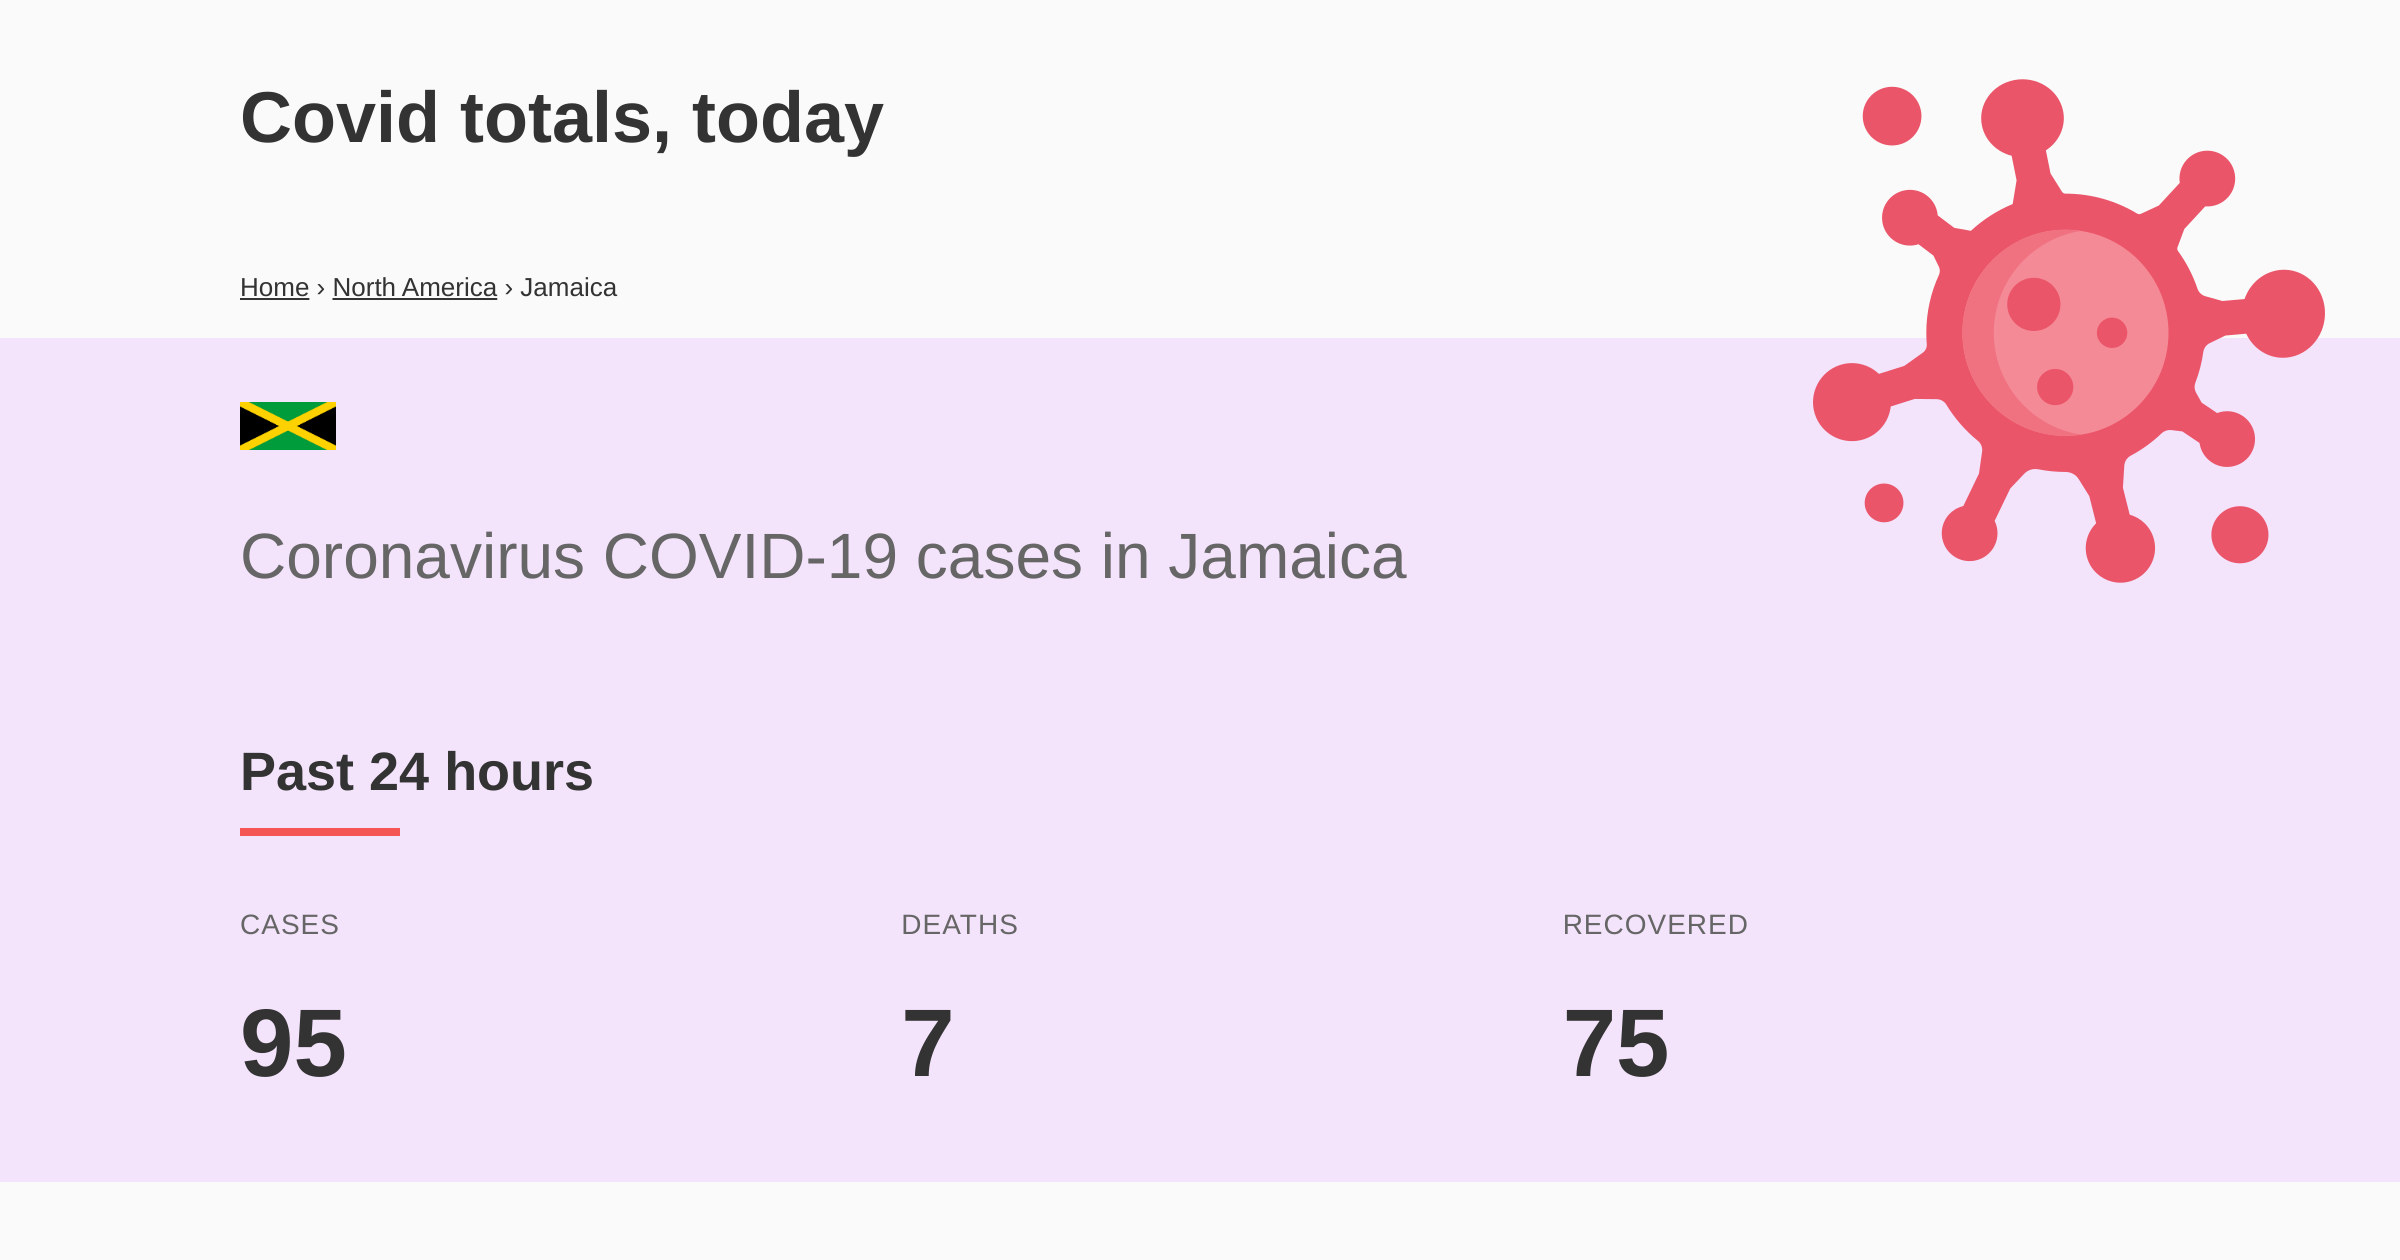 Covid totals, today
Home › North America › Jamaica
Coronavirus COVID-19 cases in Jamaica
Past 24 hours
CASES
DEATHS
RECOVERED
95
7
75